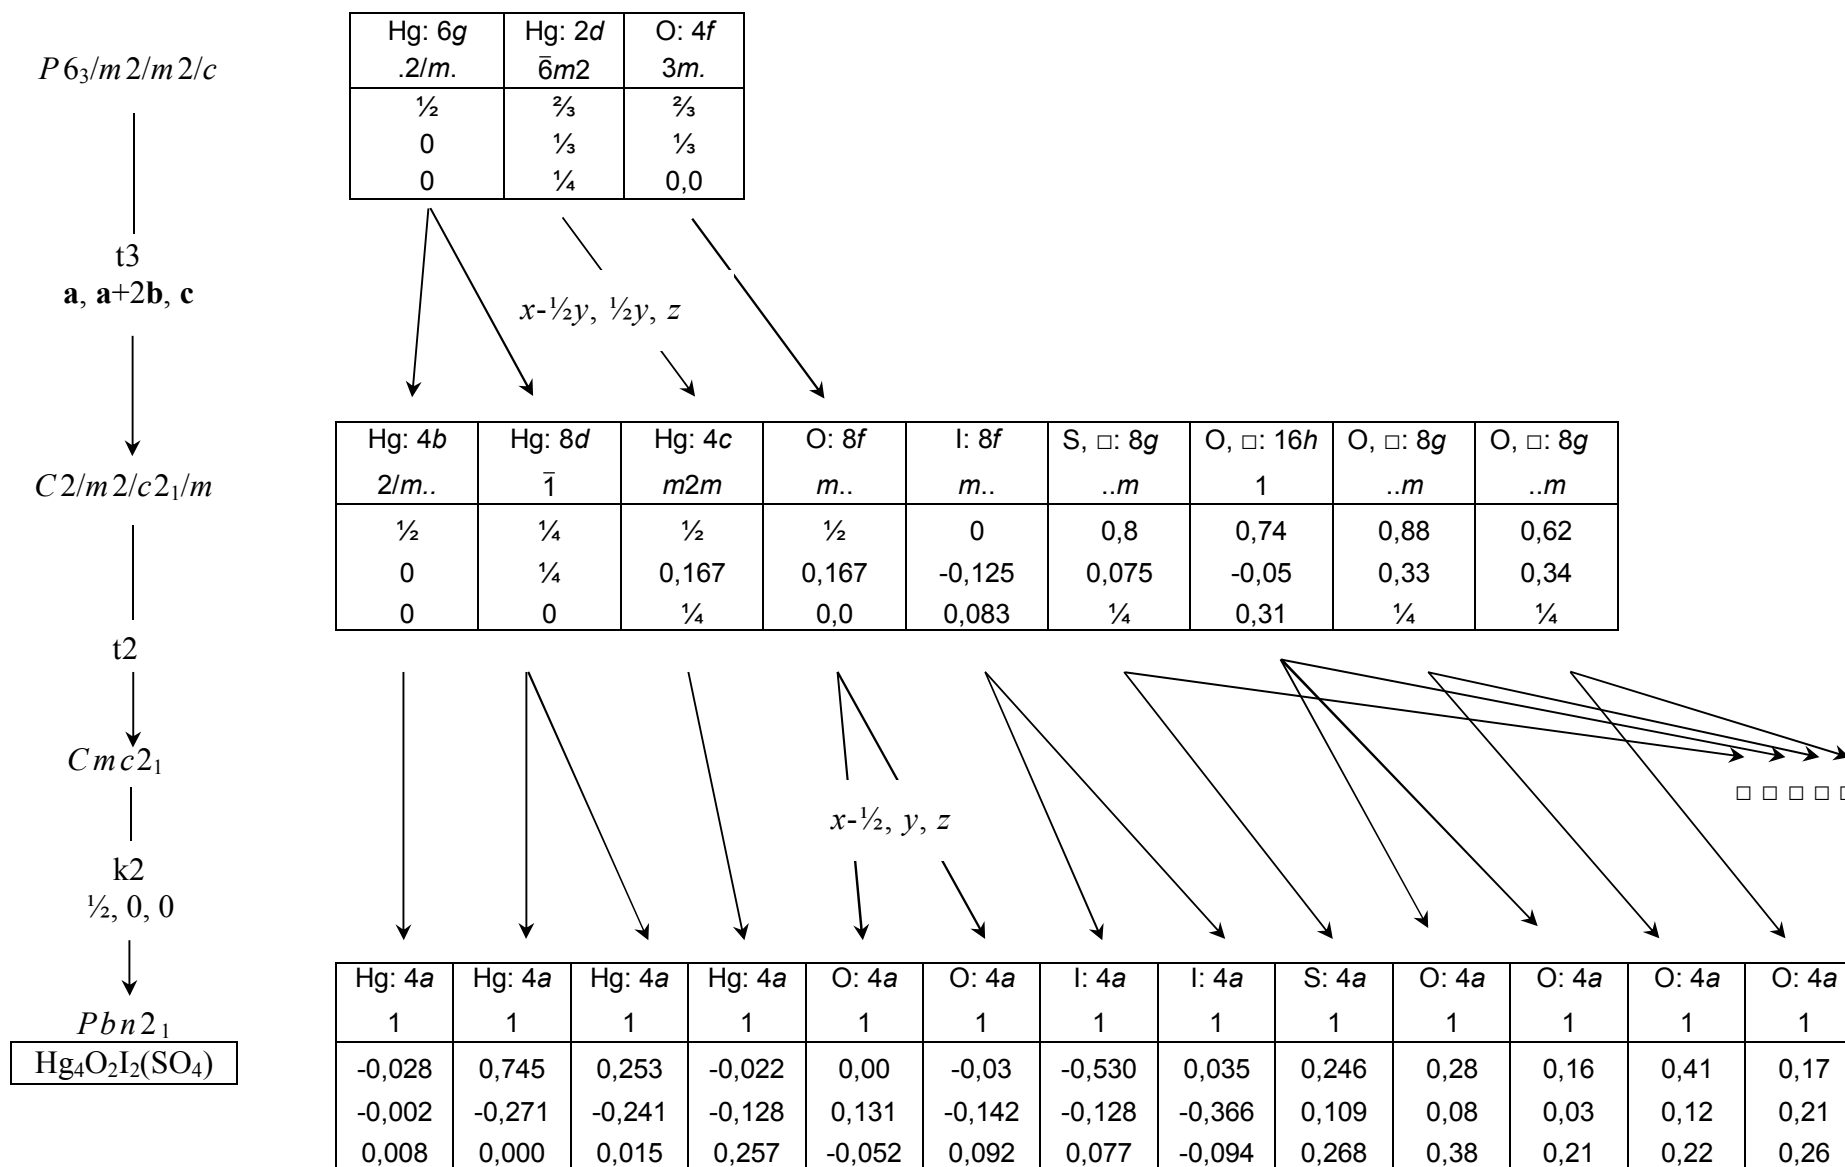 P 6₃/m 2/m 2/c
Hg: 6g Hg: 2d O: 4f
.2/m. 6̅m2 3m.
½ ⅔ ⅔
0 ⅓ ⅓
0 ¼ 0,0
t3
a, a+2b, c
x-½y, ½y, z
C 2/m 2/c 2₁/m
Hg: 4b Hg: 8d Hg: 4c O: 8f I: 8f S, □: 8g O, □: 16h O, □: 8g O, □: 8g
2/m.. 1̅ m2m m.. m.. ..m 1 ..m ..m
½ ¼ ½ ½ 0 0,8 0,74 0,88 0,62
0 ¼ 0,167 0,167 -0,125 0,075 -0,05 0,33 0,34
0 0 ¼ 0,0 0,083 ¼ 0,31 ¼ ¼
t2
C m c 2₁
□ □ □ □ □
x-½, y, z
k2
½, 0, 0
P b n 2₁
Hg₄O₂I₂(SO₄)
Hg: 4a Hg: 4a Hg: 4a Hg: 4a O: 4a O: 4a I: 4a I: 4a S: 4a O: 4a O: 4a O: 4a O: 4a
1 1 1 1 1 1 1 1 1 1 1 1 1
-0,028 0,745 0,253 -0,022 0,00 -0,03 -0,530 0,035 0,246 0,28 0,16 0,41 0,17
-0,002 -0,271 -0,241 -0,128 0,131 -0,142 -0,128 -0,366 0,109 0,08 0,03 0,12 0,21
0,008 0,000 0,015 0,257 -0,052 0,092 0,077 -0,094 0,268 0,38 0,21 0,22 0,26